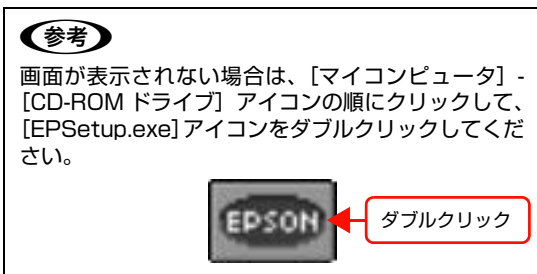 参考
画面が表示されない場合は、［マイコンピュータ］-
［CD-ROM ドライブ］アイコンの順にクリックして、
［EPSetup.exe］アイコンをダブルクリックしてくだ
さい。
EPSON
ダブルクリック